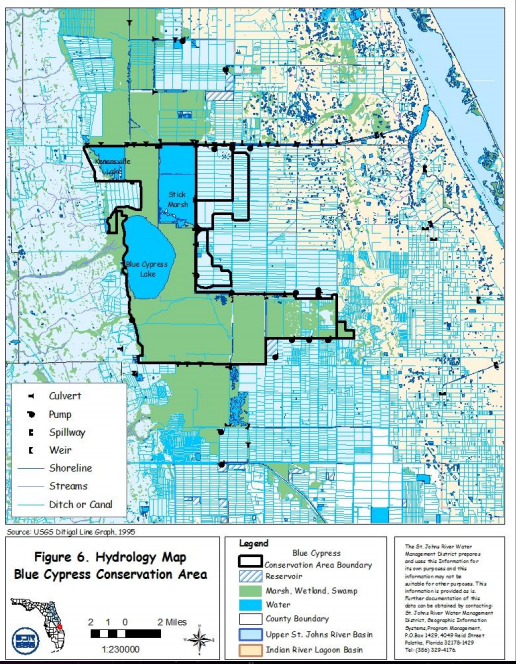 Kenansville
Lake
Stick
Marsh
Blue Cypress
Lake
Culvert
Pump
Spillway
Weir
Shoreline
Streams
Ditch or Canal
Source: USGS Ditigal Line Graph, 1995
Figure 6. Hydrology Map
Blue Cypress Conservation Area
2 1 0 2 Miles
1:230000
Legend
Blue Cypress
Conservation Area Boundary
Reservoir
Marsh, Wetland, Swamp
Water
County Boundary
Upper St. Johns River Basin
Indian River Lagoon Basin
The St. Johns River Water
Management District prepares
and uses this information for
its own purposes and this
information may not be
suitable for other purposes. This
information is provided as is.
Further documentation of this
data can be obtained by contacting:
St. Johns River Water Management
District, Geographic Information
Systems, Program Management,
P.O.Box 1429, 4049 Reid Street
Palatka, Florida 32178-1429
Tel: (386) 329-4176.